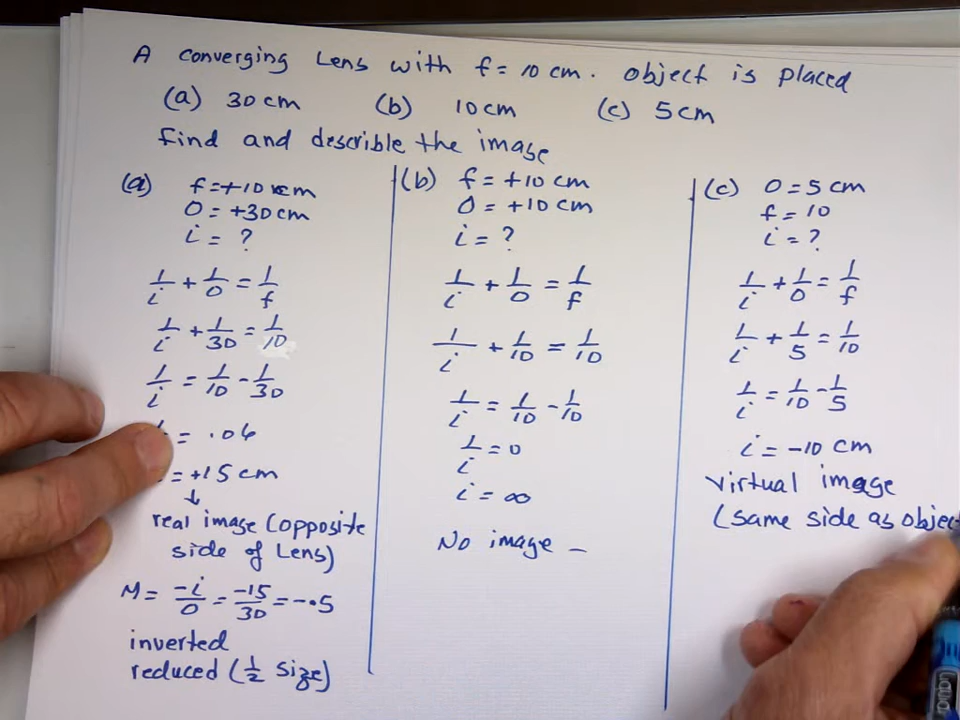 A converging Lens with f = 10 cm. object is placed
(a) 30 cm (b) 10 cm (c) 5 cm
find and describle the image
(a) f = +10 cm
O = +30 cm
i = ?
1/i + 1/O = 1/f
1/i + 1/30 = 1/10
1/i = 1/10 - 1/30
= .06
= +15 cm
↓
real image (opposite
side of Lens)
M = -i/O = -15/30 = -.5
inverted
reduced (1/2 size)
(b) f = +10 cm
O = +10 cm
i = ?
1/i + 1/O = 1/f
1/i + 1/10 = 1/10
1/i = 1/10 - 1/10
1/i = 0
i = ∞
No image –
(c) O = 5 cm
f = 10
i = ?
1/i + 1/O = 1/f
1/i + 1/5 = 1/10
1/i = 1/10 - 1/5
i = -10 cm
virtual image
(same side as objec